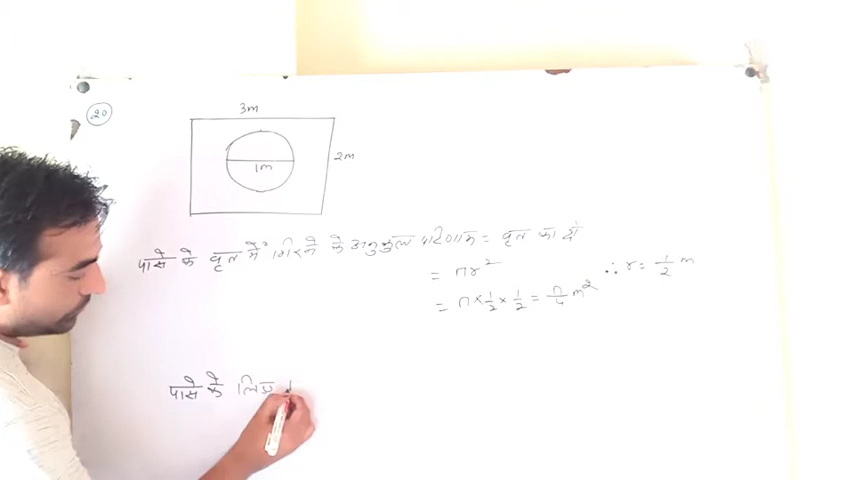 20
3m
1m
2m
पासे के वृत में गिरने के अनुकुल परिणाम = वृत का क्षे
= πr²
∴ r = 1/2 m
= π × 1/2 × 1/2 = π/4 m²
पासे के लिए